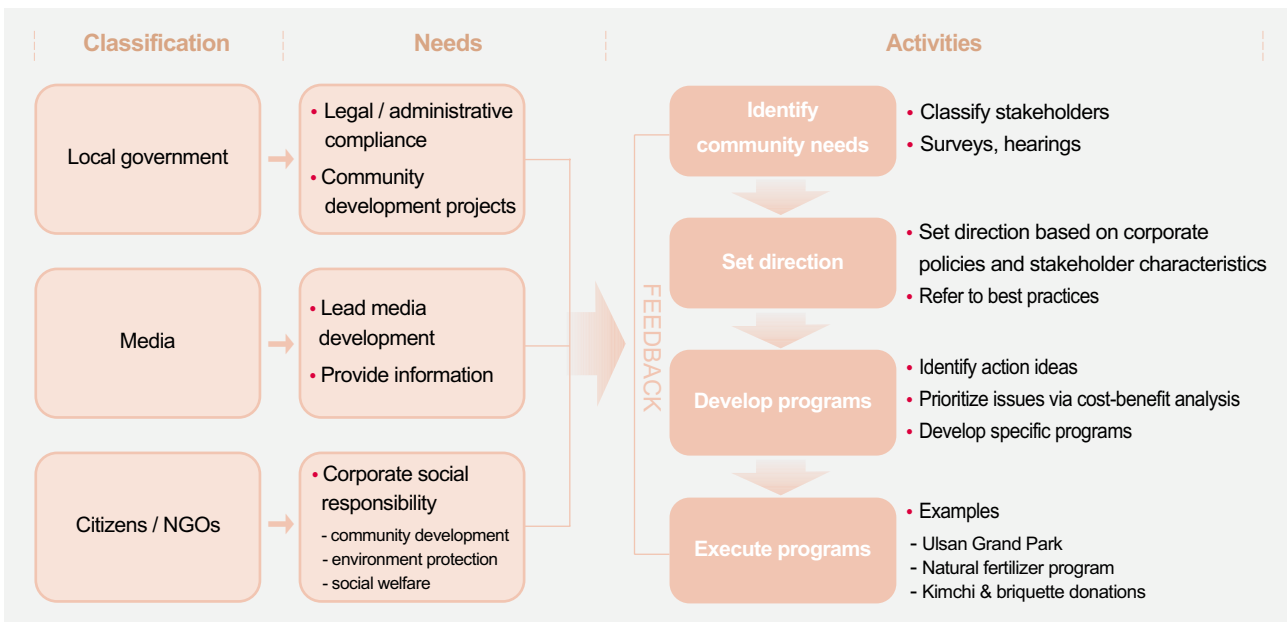 Classification
Needs
Activities
Local government
• Legal / administrative
compliance
• Community
development projects
Media
• Lead media
development
• Provide information
Citizens / NGOs
• Corporate social
responsibility
- community development
- environment protection
- social welfare
FEEDBACK
Identify
community needs
• Classify stakeholders
• Surveys, hearings
Set direction
• Set direction based on corporate
policies and stakeholder characteristics
• Refer to best practices
Develop programs
• Identify action ideas
• Prioritize issues via cost-benefit analysis
• Develop specific programs
Execute programs
• Examples
- Ulsan Grand Park
- Natural fertilizer program
- Kimchi & briquette donations